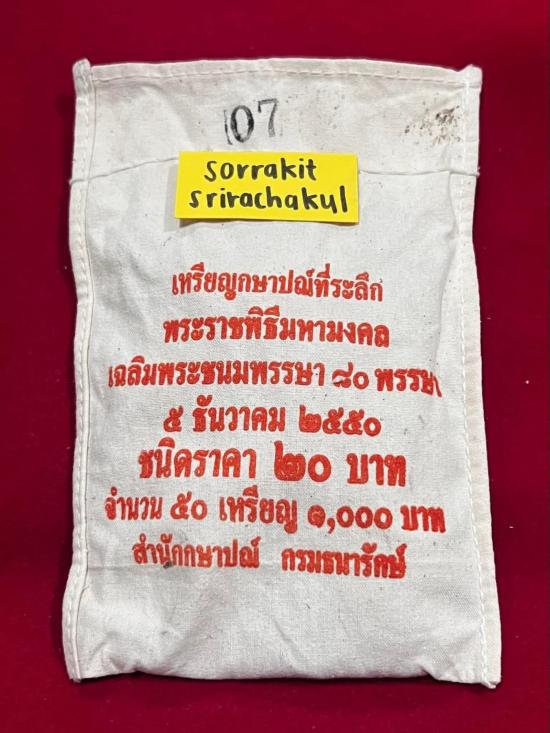 07
sorrakit
srirachakul
เหรียญกษาปณ์ที่ระลึก
พระราชพิธีมหามงคล
เฉลิมพระชนมพรรษา ๘๐ พรรษา
๕ ธันวาคม ๒๕๕๐
ชนิดราคา ๒๐ บาท
จำนวน ๕๐ เหรียญ ๑,๐๐๐ บาท
สำนักกษาปณ์ กรมธนารักษ์